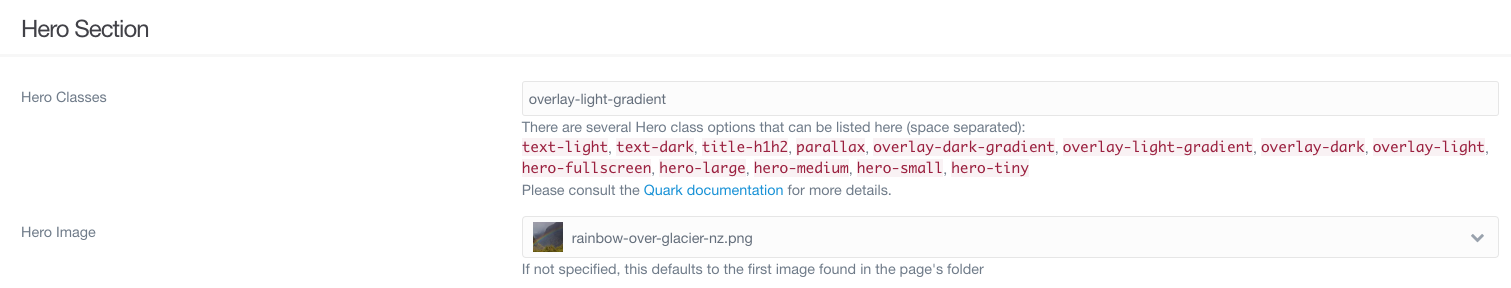 Hero Section
Hero Classes
overlay-light-gradient
There are several Hero class options that can be listed here (space separated):
text-light, text-dark, title-h1h2, parallax, overlay-dark-gradient, overlay-light-gradient, overlay-dark, overlay-light,
hero-fullscreen, hero-large, hero-medium, hero-small, hero-tiny
Please consult the Quark documentation for more details.
Hero Image
rainbow-over-glacier-nz.png
If not specified, this defaults to the first image found in the page's folder